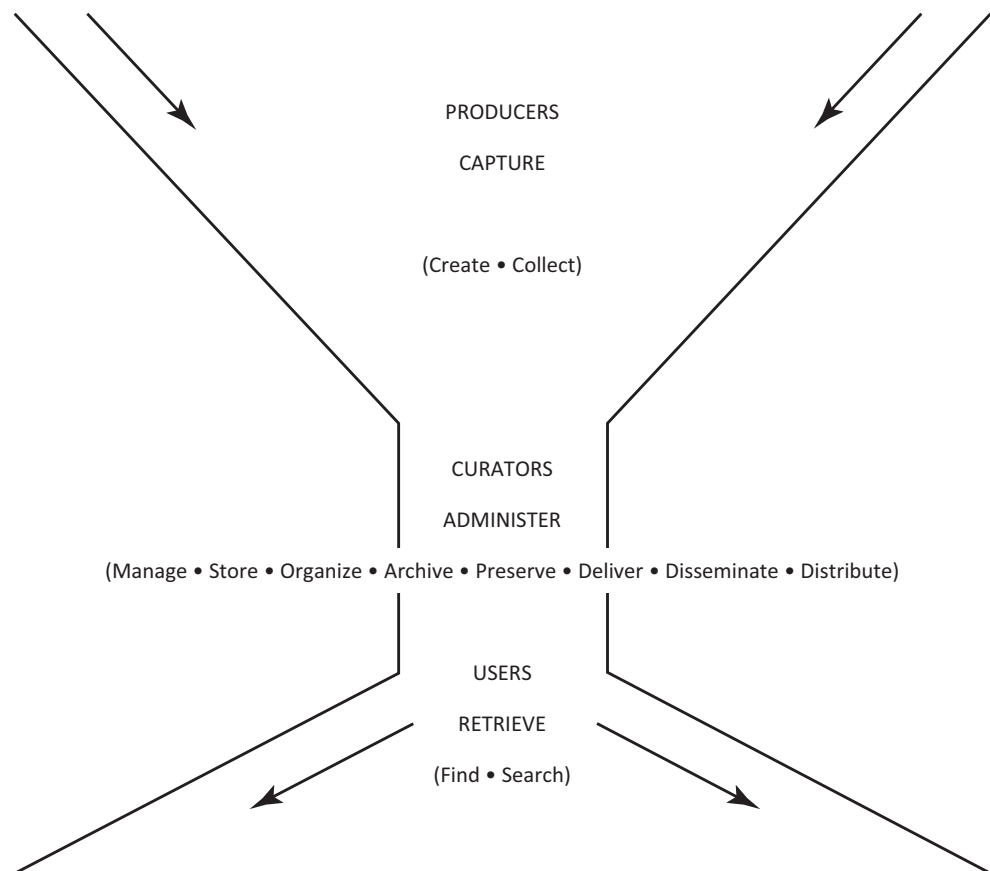 PRODUCERS
CAPTURE
(Create • Collect)
CURATORS
ADMINISTER
(Manage • Store • Organize • Archive • Preserve • Deliver • Disseminate • Distribute)
USERS
RETRIEVE
(Find • Search)